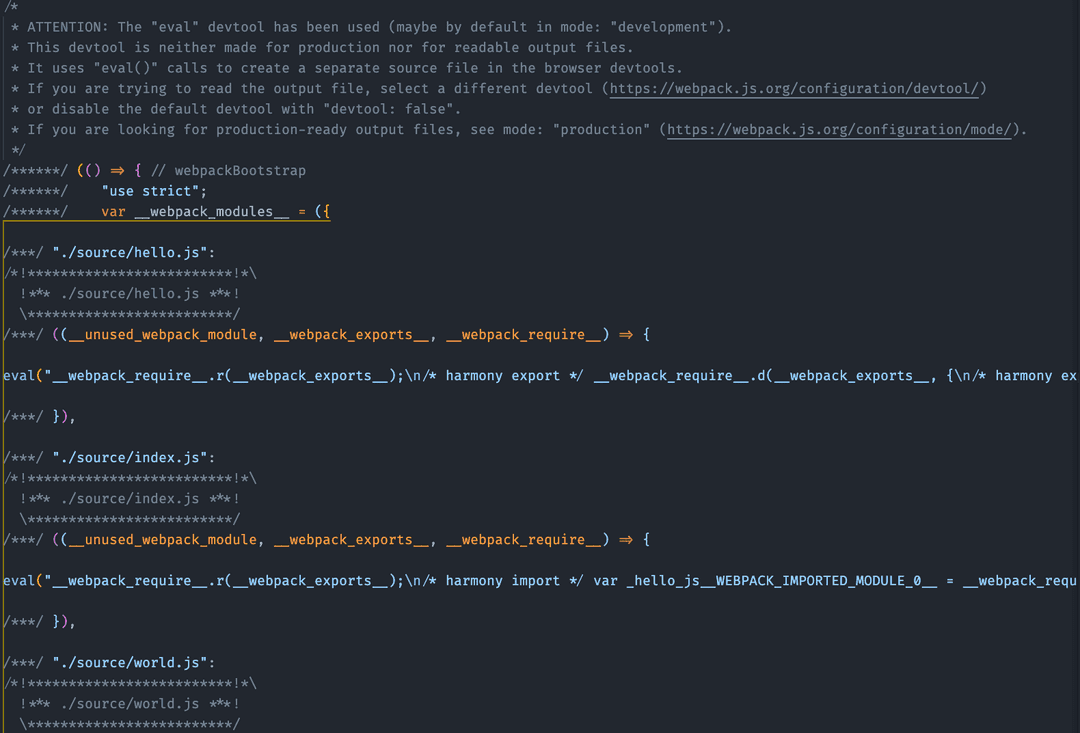 /*
 * ATTENTION: The "eval" devtool has been used (maybe by default in mode: "development").
 * This devtool is neither made for production nor for readable output files.
 * It uses "eval()" calls to create a separate source file in the browser devtools.
 * If you are trying to read the output file, select a different devtool (https://webpack.js.org/configuration/devtool/)
 * or disable the default devtool with "devtool: false".
 * If you are looking for production-ready output files, see mode: "production" (https://webpack.js.org/configuration/mode/).
 */
/******/ (() => { // webpackBootstrap
/******/ 	"use strict";
/******/ 	var __webpack_modules__ = ({

/***/ "./source/hello.js":
/*!*************************!*\
  !*** ./source/hello.js ***!
  \*************************/
/***/ ((__unused_webpack_module, __webpack_exports__, __webpack_require__) => {

eval("__webpack_require__.r(__webpack_exports__);\n/* harmony export */ __webpack_require__.d(__webpack_exports__, {\n/* harmony ex

/***/ }),

/***/ "./source/index.js":
/*!*************************!*\
  !*** ./source/index.js ***!
  \*************************/
/***/ ((__unused_webpack_module, __webpack_exports__, __webpack_require__) => {

eval("__webpack_require__.r(__webpack_exports__);\n/* harmony import */ var _hello_js__WEBPACK_IMPORTED_MODULE_0__ = __webpack_requ

/***/ }),

/***/ "./source/world.js":
/*!*************************!*\
  !*** ./source/world.js ***!
  \*************************/